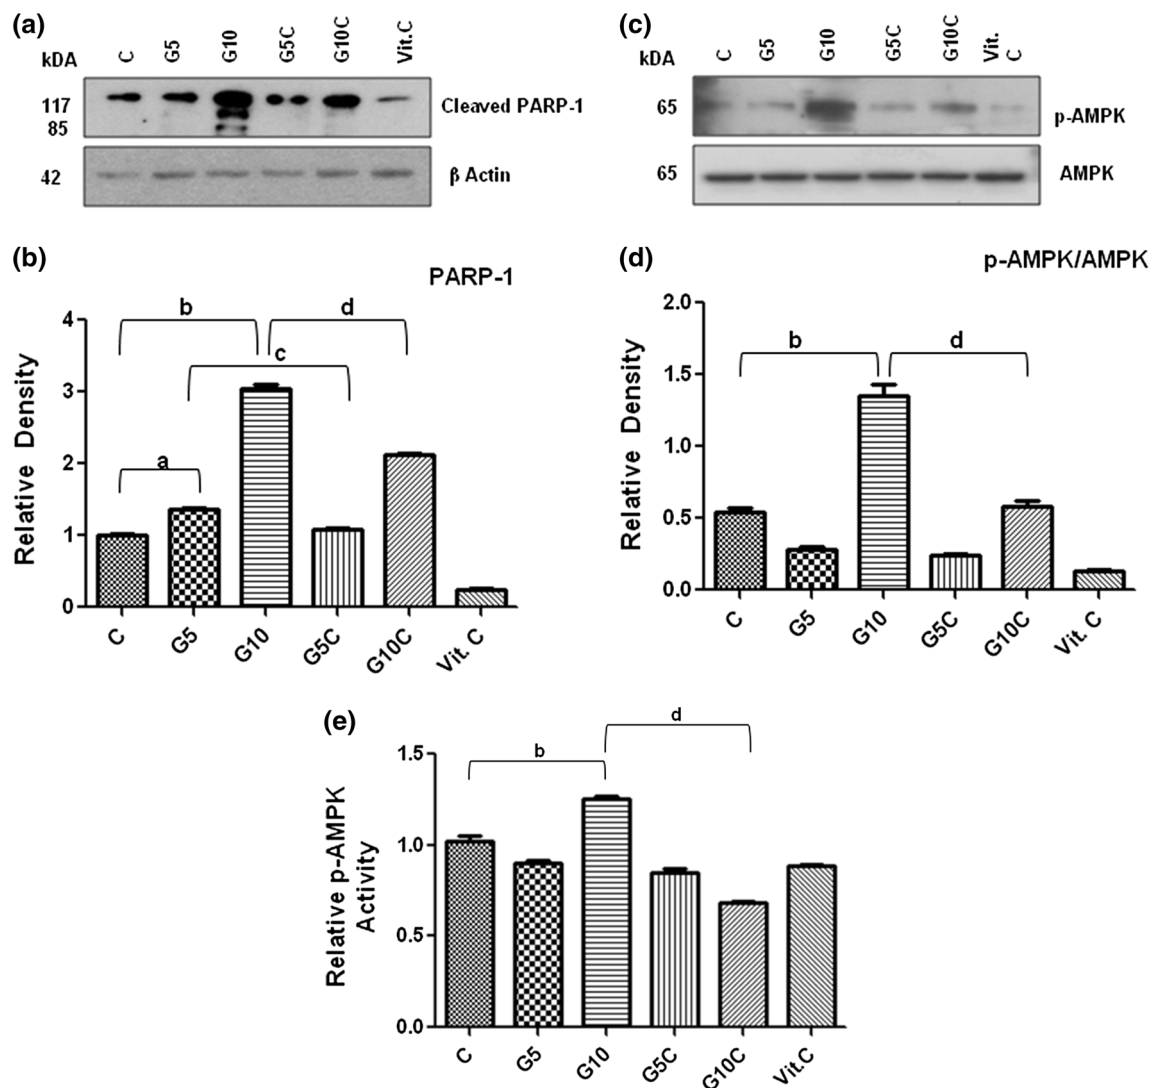 (a)
C G5 G10 G5C G10C Vit.C
kDA
117
85
Cleaved PARP-1
42
β Actin
(c)
C G5 G10 G5C G10C Vit. C
kDA
65
p-AMPK
65
AMPK
(b)
PARP-1
Relative Density
4
3
2
1
0
b
d
c
a
C G5 G10 G5C G10C Vit. C
(d)
p-AMPK/AMPK
Relative Density
2.0
1.5
1.0
0.5
0.0
b
d
C G5 G10 G5C G10C Vit. C
(e)
Relative p-AMPK
Activity
1.5
1.0
0.5
0.0
d
b
C G5 G10 G5C G10C Vit.C